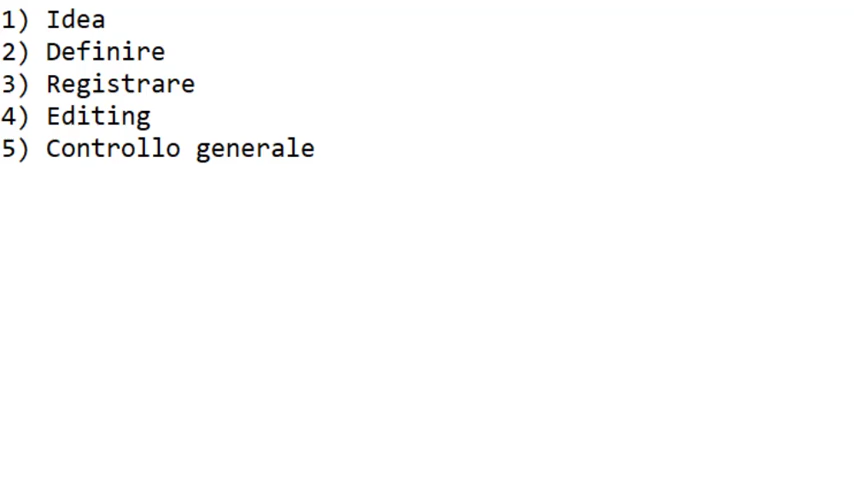 1) Idea
2) Definire
3) Registrare
4) Editing
5) Controllo generale